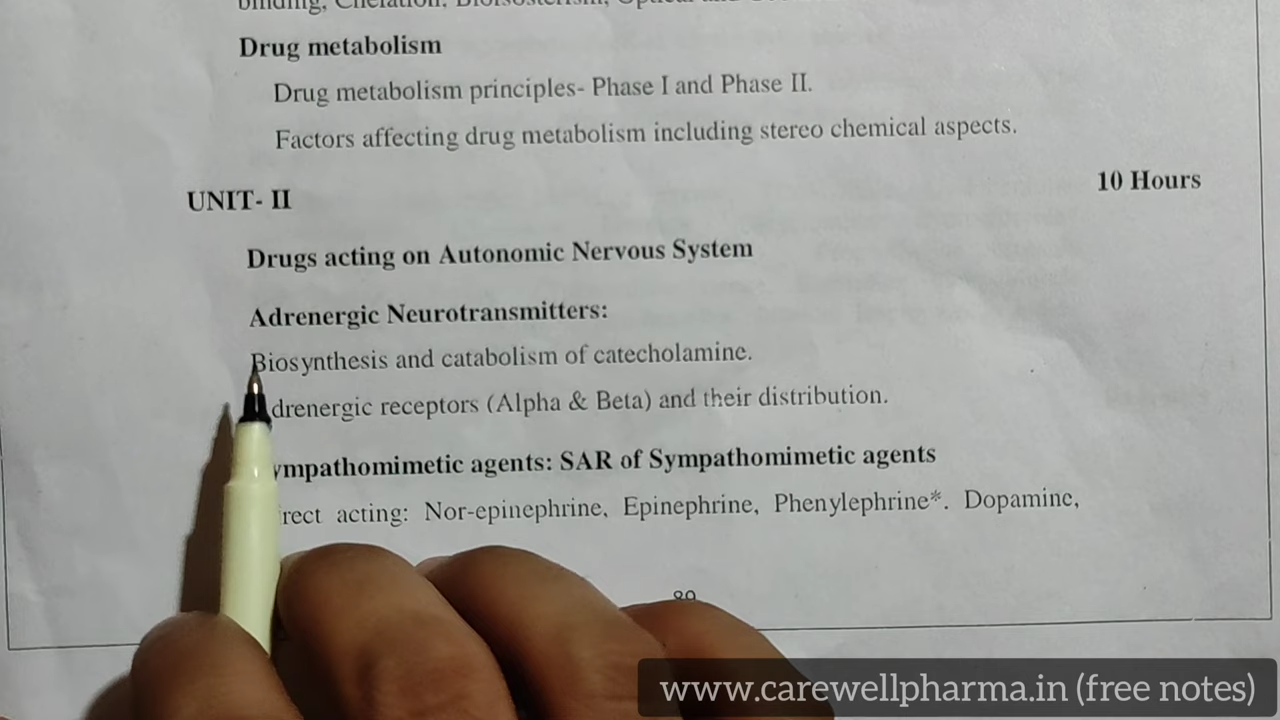 Drug metabolism
Drug metabolism principles- Phase I and Phase II.
Factors affecting drug metabolism including stereo chemical aspects.
UNIT- II 10 Hours
Drugs acting on Autonomic Nervous System
Adrenergic Neurotransmitters:
Biosynthesis and catabolism of catecholamine.
drenergic receptors (Alpha & Beta) and their distribution.
ympathomimetic agents: SAR of Sympathomimetic agents
rect acting: Nor-epinephrine, Epinephrine, Phenylephrine*. Dopamine,
www.carewellpharma.in (free notes)